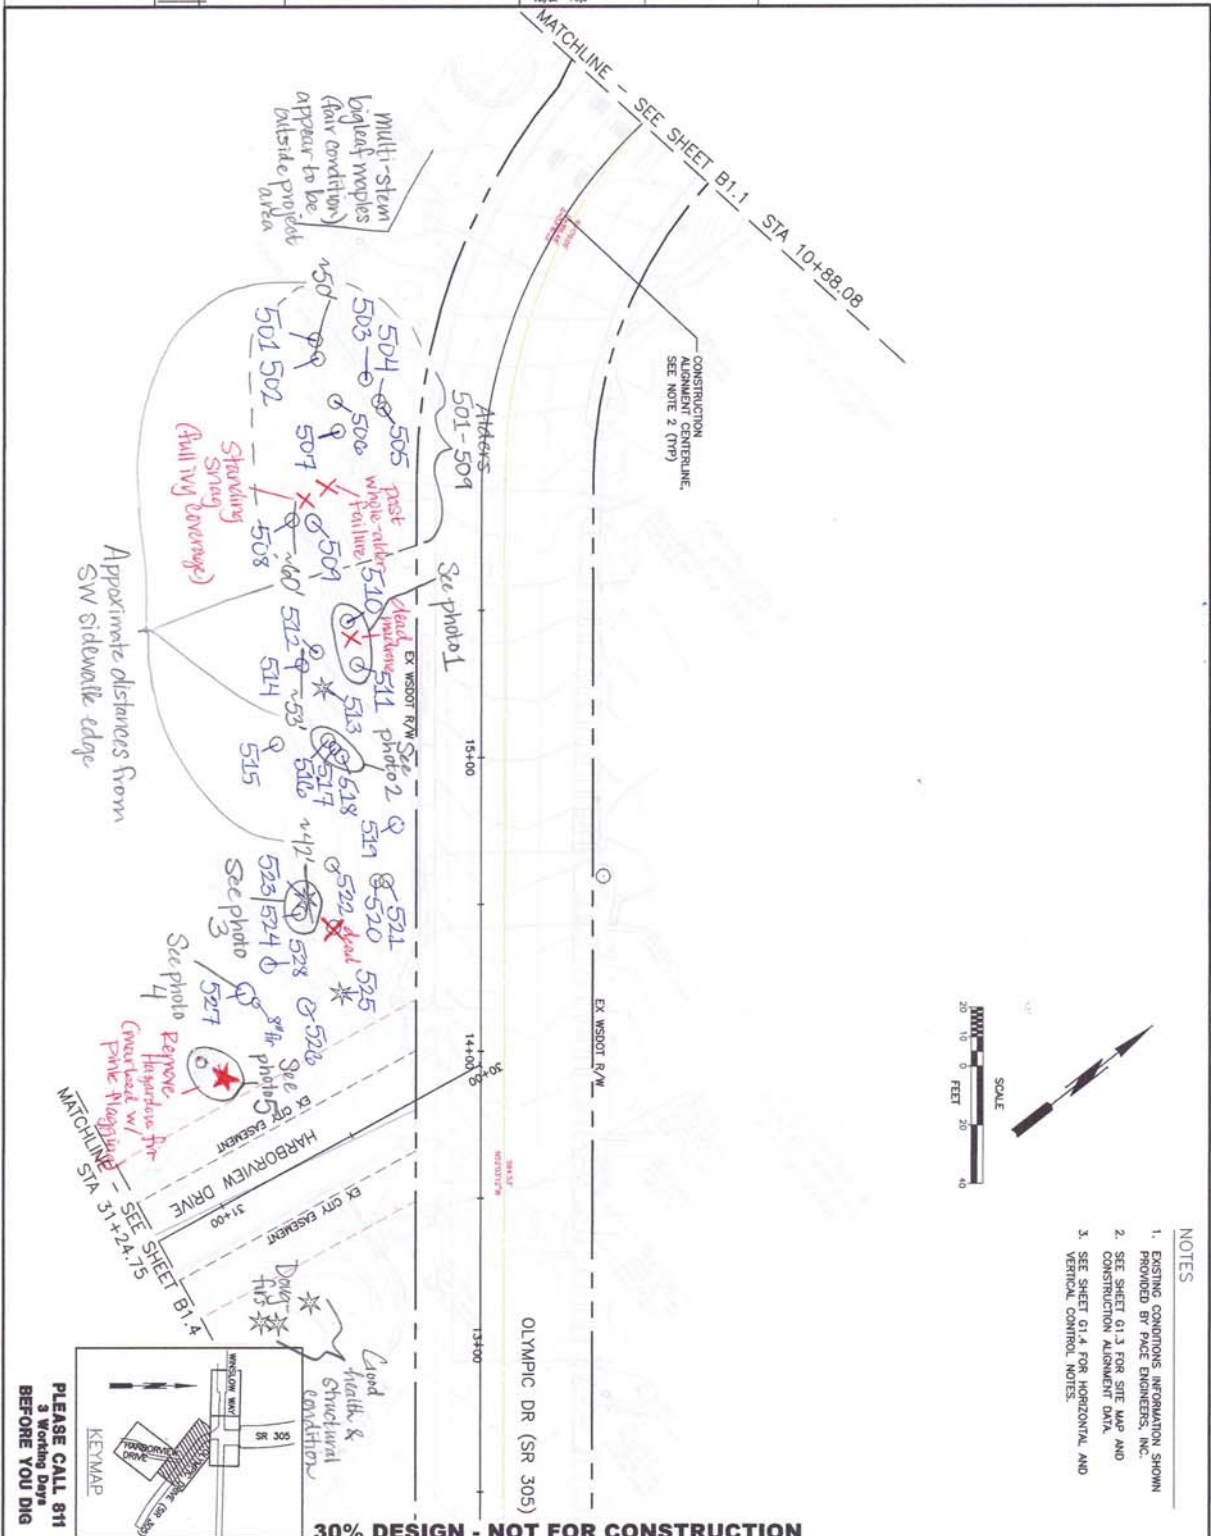 MATCHLINE - SEE SHEET B1.1 STA 10+88.08
multi-stem
bigleaf maples
(fair condition)
appear to be
outside project
area
CONSTRUCTION
ALIGNMENT CENTERLINE,
SEE NOTE 2 (TYP)
~50'
501
502
503
504
505
506
507
Alders
501-509
Standing
snag
(full ivy coverage)
past
whole-alder
failure
508
509
~60'
510
See photo 1
dead
madrone
511
512
513
514
~53'
515
516
517
518
See
photo 2
519
Approximate distances from
SW sidewalk edge
EX WSDOT R/W
15+00
~42'
520
521
522
523
524
See photo
3
dead
525
526
528
527
See photo
4
8" fir
See
photo 5
Remove
Hazardous fir
(marked w/
pink flagging)
14+00
30+00
EX WSDOT R/W
EX CITY EASEMENT
HARBORVIEW DRIVE
31+00
EX CITY EASEMENT
MATCHLINE - SEE SHEET B1.4
STA 31+24.75
Doug-
firs
Good
health &
structural
condition
13+00
OLYMPIC DR (SR 305)
SCALE
20 10 0 20 40
FEET
NOTES
1. EXISTING CONDITIONS INFORMATION SHOWN
PROVIDED BY PACE ENGINEERS, INC.
2. SEE SHEET G1.3 FOR SITE MAP AND
CONSTRUCTION ALIGNMENT DATA.
3. SEE SHEET G1.4 FOR HORIZONTAL AND
VERTICAL CONTROL NOTES.
WINSLOW WAY
SR 305
HARBORVIEW
DRIVE
KEYMAP
PLEASE CALL 811
3 Working Days
BEFORE YOU DIG
30% DESIGN - NOT FOR CONSTRUCTION